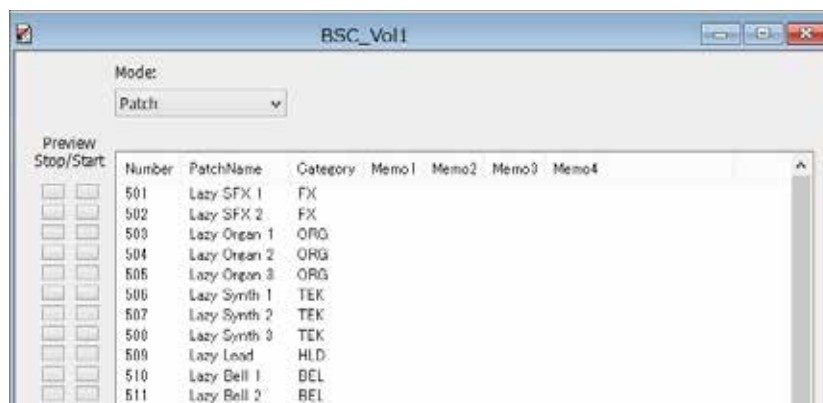 BSC_Vol1
Mode:
Patch
Preview
Stop/Start
Number PatchName Category Memo1 Memo2 Memo3 Memo4
501 Lazy SFX 1 FX
502 Lazy SFX 2 FX
503 Lazy Organ 1 ORG
504 Lazy Organ 2 ORG
505 Lazy Organ 3 ORG
506 Lazy Synth 1 TEK
507 Lazy Synth 2 TEK
508 Lazy Synth 3 TEK
509 Lazy Lead HLD
510 Lazy Bell 1 BEL
511 Lazy Bell 2 BEL